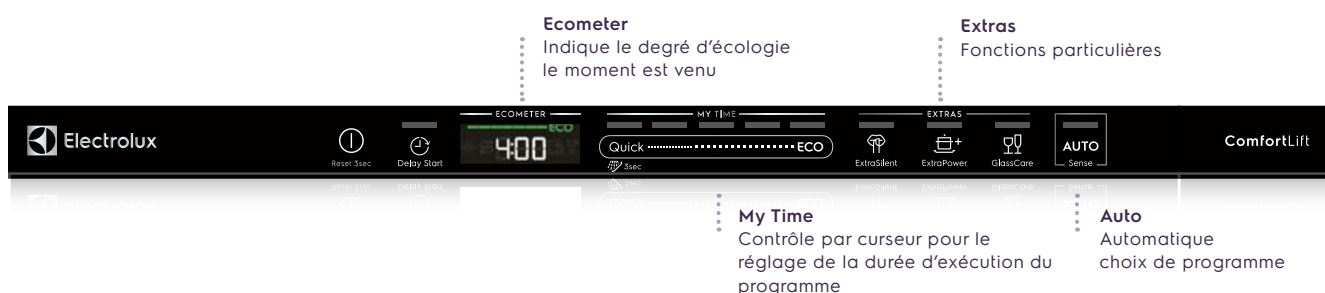 Ecometer
Indique le degré d’écologie
le moment est venu
Extras
Fonctions particulières
Electrolux
Reset 3sec
Delay Start
ECOMETER
ECO
4:00
MY TIME
Quick ECO
3sec
EXTRAS
ExtraSilent
ExtraPower
GlassCare
AUTO
Sense
ComfortLift
My Time
Contrôle par curseur pour le
réglage de la durée d’exécution du
programme
Auto
Automatique
choix de programme